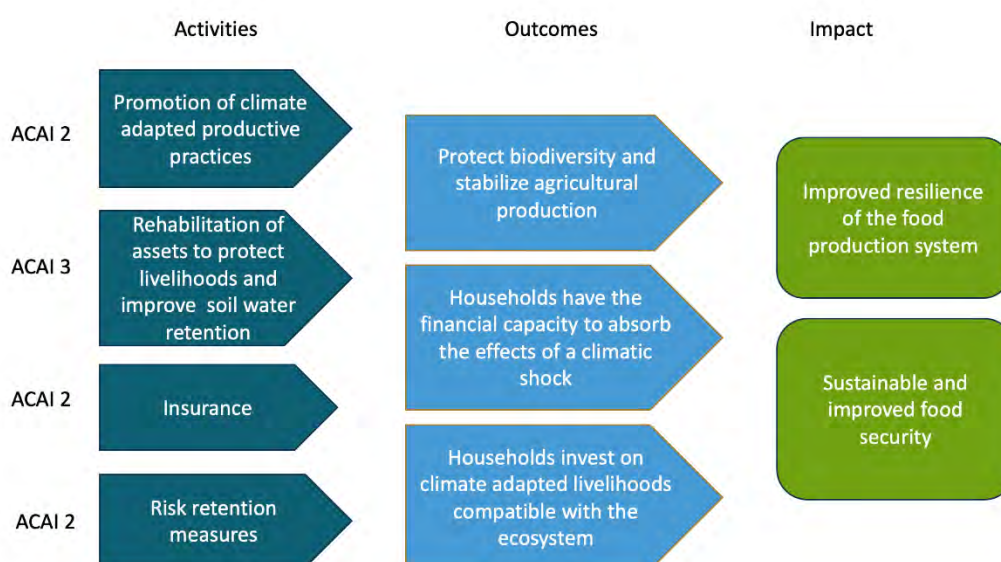 Activities
Outcomes
Impact
ACAI 2
Promotion of climate
adapted productive
practices
ACAI 3
Rehabilitation of
assets to protect
livelihoods and
improve soil water
retention
ACAI 2
Insurance
ACAI 2
Risk retention
measures
Protect biodiversity and
stabilize agricultural
production
Households have the
financial capacity to absorb
the effects of a climatic
shock
Households invest on
climate adapted livelihoods
compatible with the
ecosystem
Improved resilience
of the food
production system
Sustainable and
improved food
security